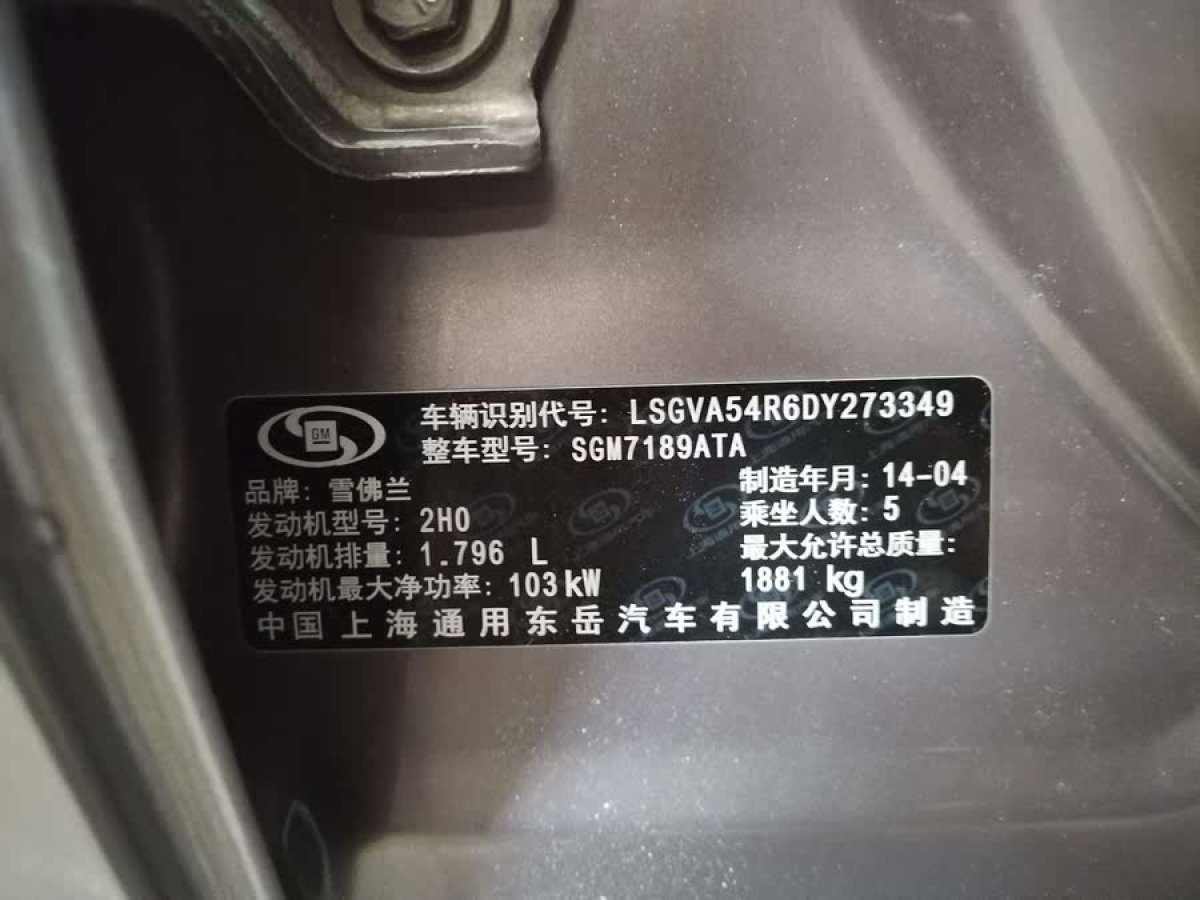 GM
车辆识别代号: LSGVA54R6DY273349
整车型号: SGM7189ATA
品牌: 雪佛兰
制造年月: 14-04
发动机型号: 2H0
乘坐人数: 5
发动机排量: 1.796 L
最大允许总质量:
1881 kg
发动机最大净功率: 103kW
中国上海通用东岳汽车有限公司制造